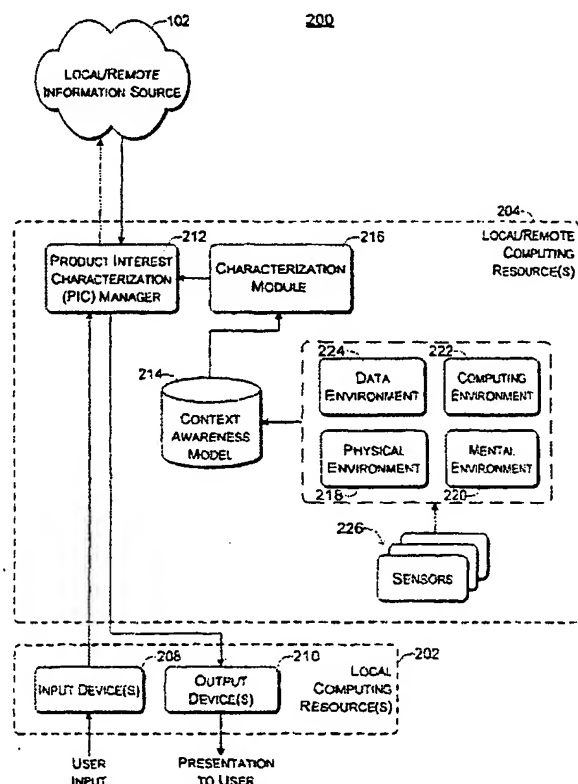 102
200
LOCAL/REMOTE
INFORMATION SOURCE
204
LOCAL/REMOTE
COMPUTING
RESOURCE(S)
212
PRODUCT INTEREST
CHARACTERIZATION
(PIC) MANAGER
216
CHARACTERIZATION
MODULE
214
CONTEXT
AWARENESS
MODEL
224
DATA
ENVIRONMENT
222
COMPUTING
ENVIRONMENT
PHYSICAL
ENVIRONMENT
218
MENTAL
ENVIRONMENT
220
226
SENSORS
208
INPUT DEVICE(S)
210
OUTPUT
DEVICE(S)
202
LOCAL
COMPUTING
RESOURCE(S)
USER
INPUT
PRESENTATION
TO USER